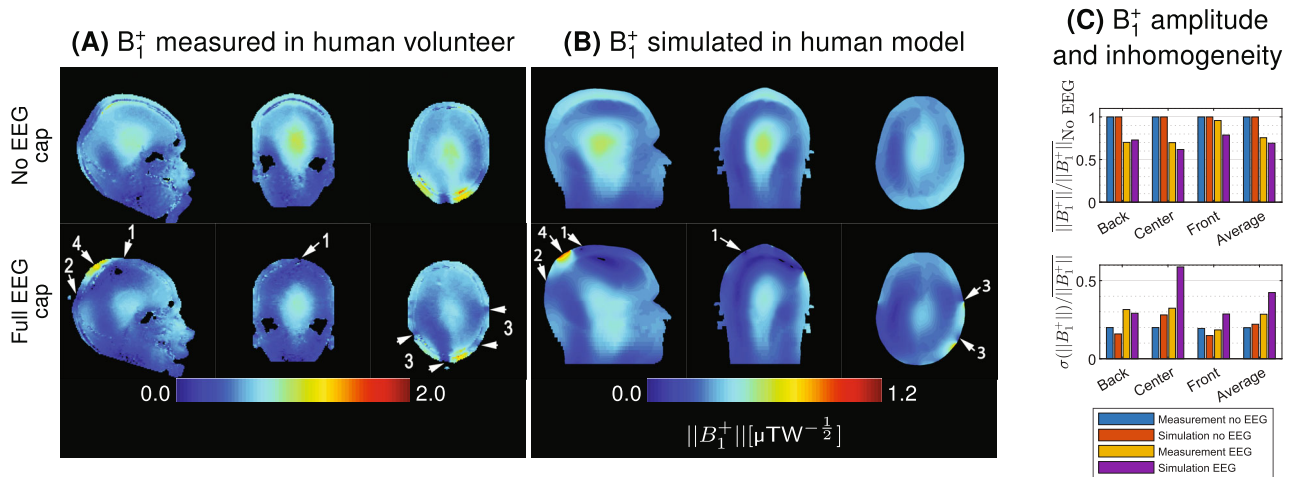 (A) B₁⁺ measured in human volunteer
(B) B₁⁺ simulated in human model
(C) B₁⁺ amplitude
and inhomogeneity
No EEG
cap
Full EEG
cap
4
1
2
1
3
3
4
1
2
1
3
3
0.0
2.0
0.0
1.2
||B₁⁺||[µTW^{-1/2}]
||B₁⁺||/||B₁⁺||No EEG
1
0.5
0
Back
Center
Front
Average
σ(||B₁⁺||)/||B₁⁺||
0.5
0
Back
Center
Front
Average
Measurement no EEG
Simulation no EEG
Measurement EEG
Simulation EEG